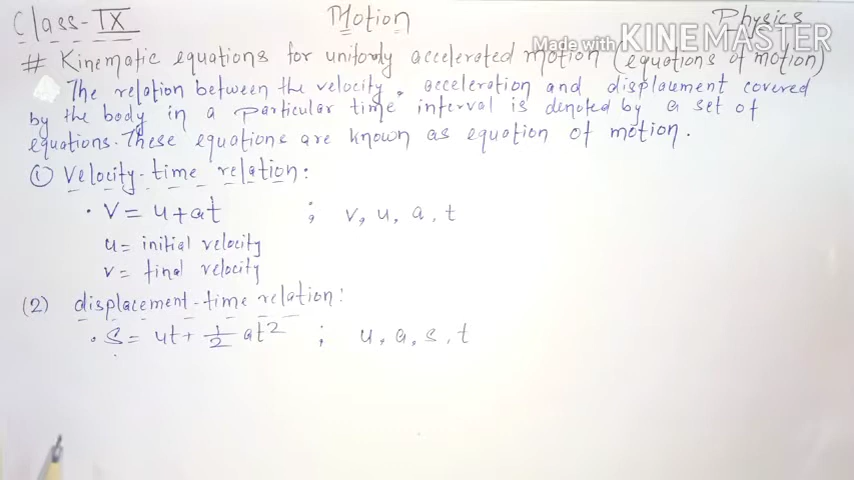 Class-IX Motion Physics
Made with KINEMASTER
# Kinematic equations for uniformly accelerated motion (equations of motion)
The relation between the velocity, acceleration and displacement covered
by the body in a particular time interval is denoted by a set of
equations. These equations are known as equation of motion.
① Velocity-time relation:
• V = u+at ; v, u, a, t
u = initial velocity
v = final velocity
(2) displacement-time relation:
• S = ut + 1/2 at² ; u, a, s, t